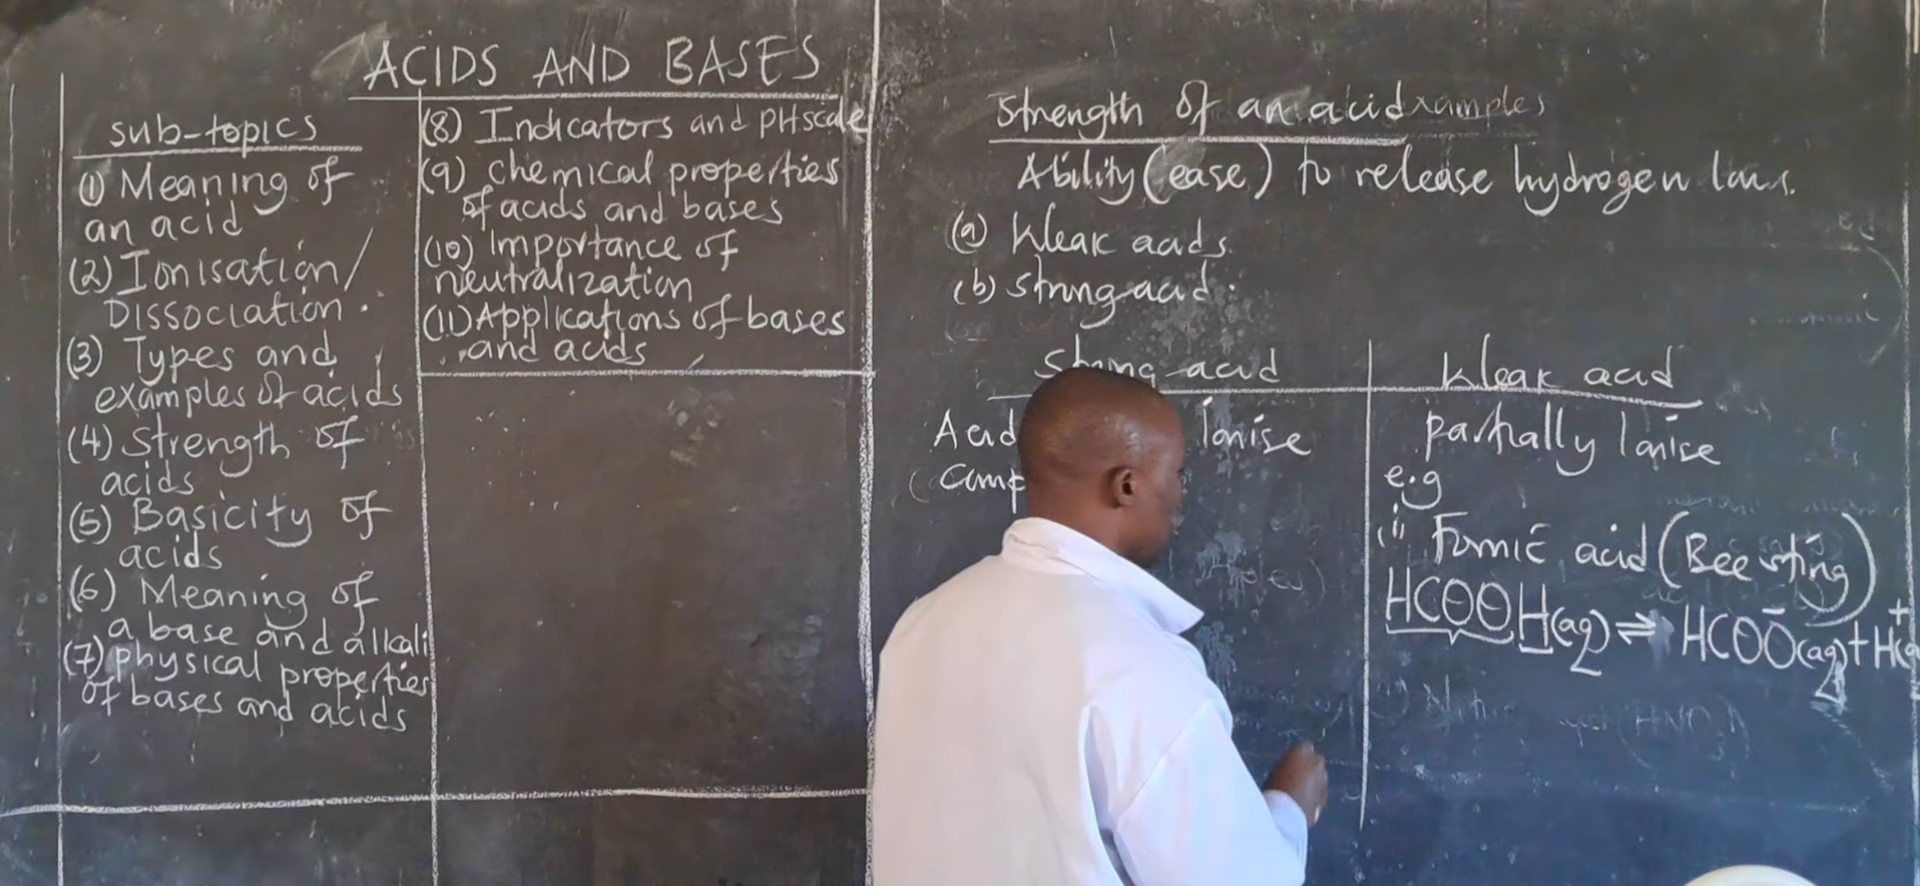 ACIDS AND BASES
sub-topics
(1) Meaning of
an acid
(2) Ionisation/
Dissociation.
(3) Types and
examples of acids
(4) Strength of
acids
(5) Basicity of
acids
(6) Meaning of
a base and alkali
(7) physical properties
of bases and acids
(8) Indicators and PH scale
(9) chemical properties
of acids and bases
(10) Importance of
neutralization
(11) Applications of bases
and acids
Strength of an acid xamples
Ability (ease) to release hydrogen Ions.
(a) Weak acids.
(b) Strong acid.
Strong acid
Acid Ionise
(Comp
Weak acid
partially Ionise
e.g
(i) Formic acid (Bee sting)
HCOOH(aq) ⇌ HCOO⁻(aq) + H⁺(a